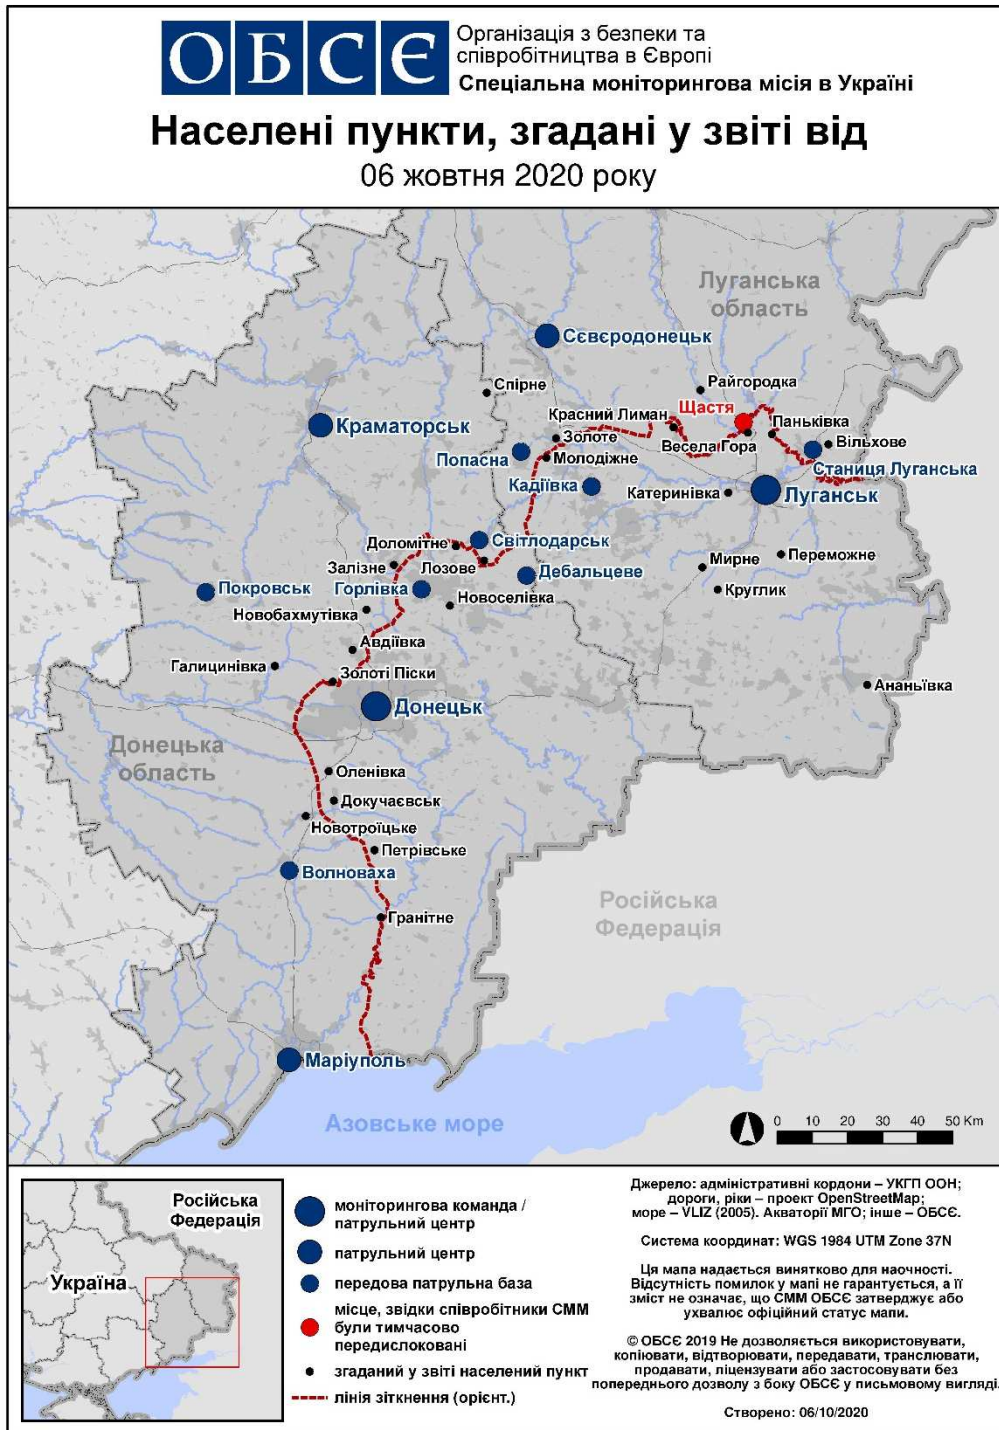 ОБСЄ
Організація з безпеки та
співробітництва в Європі
Спеціальна моніторингова місія в Україні
Населені пункти, згадані у звіті від
06 жовтня 2020 року
Луганська
область
Сєвєродонецьк
Спірне
Райгородка
Щастя
Красний Лиман
Паньківка
Краматорськ
Золоте
Весела Гора
Вільхове
Попасна
Молодіжне
Станиця Луганська
Кадіївка
Катеринівка
Луганськ
Доломітне
Світлодарськ
Переможне
Залізне
Лозове
Мирне
Дебальцеве
Покровськ
Горлівка
Круглик
Новоселівка
Новобахмутівка
Авдіївка
Галицинівка
Золоті Піски
Ананьївка
Донецьк
Донецька
область
Оленівка
Докучаєвськ
Новотроїцьке
Петрівське
Волноваха
Російська
Федерація
Гранітне
Маріуполь
Азовське море
0 10 20 30 40 50 Km
Російська
Федерація
Україна
моніторингова команда /
патрульний центр
патрульний центр
передова патрульна база
місце, звідки співробітники СММ
були тимчасово
передислоковані
згаданий у звіті населений пункт
лінія зіткнення (орієнт.)
Джерело: адміністративні кордони – УКГП ООН;
дороги, ріки – проект OpenStreetMap;
море – VLIZ (2005). Акваторії МГО; інше – ОБСЄ.
Система координат: WGS 1984 UTM Zone 37N
Ця мапа надається винятково для наочності.
Відсутність помилок у мапі не гарантується, а її
зміст не означає, що СММ ОБСЄ затверджує або
ухвалює офіційний статус мапи.
© ОБСЄ 2019 Не дозволяється використовувати,
копіювати, відтворювати, передавати, транслювати,
продавати, ліцензувати або застосовувати без
попереднього дозволу з боку ОБСЄ у письмовому вигляді.
Створено: 06/10/2020